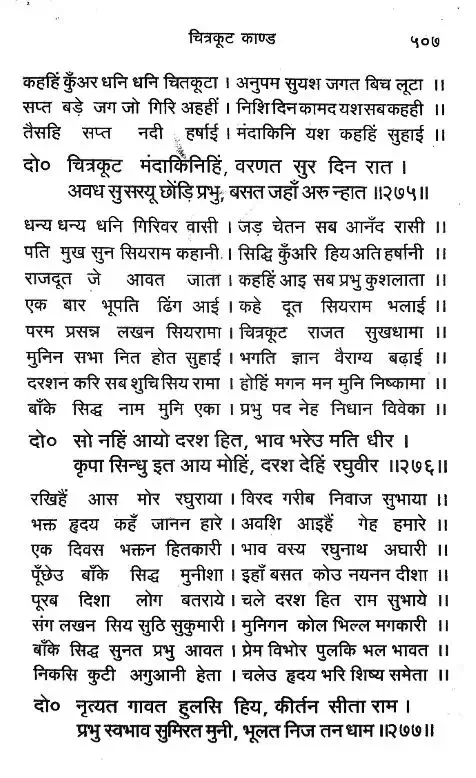 चित्रकूट काण्ड ५०७
कहहिं कुँअर धनि धनि चितकूटा । अनुपम सुयश जगत बिच लूटा ॥
सप्त बड़े जग जो गिरि अहहीं । निशि दिन कामद यश सब कहही ॥
तैसहि सप्त नदी हर्षाई । मंदाकिनि यश कहहिं सुहाई ॥
दो० चित्रकूट मंदाकिनिहिं, वरणत सुर दिन रात ।
अवध सुसरयू छोंड़ि प्रभु, बसत जहाँ अरु न्हात ॥२७५॥
धन्य धन्य धनि गिरिवर वासी । जड़ चेतन सब आनँद रासी ॥
पति मुख सुन सियराम कहानी । सिद्धि कुँअरि हिय अति हर्षानी ॥
राजदूत जे आवत जाता । कहहिं आइ सब प्रभु कुशलाता ॥
एक बार भूपति ढिंग आई । कहे दूत सियराम भलाई ॥
परम प्रसन्न लखन सियरामा । चित्रकूट राजत सुखधामा ॥
मुनिन सभा नित होत सुहाई । भगति ज्ञान वैराग्य बढ़ाई ॥
दरशन करि सब शुचि सिय रामा । होहिं मगन मन मुनि निष्कामा ॥
बाँके सिद्ध नाम मुनि एका । प्रभु पद नेह निधान विवेका ॥
दो० सो नहिं आयो दरश हित, भाव भरेउ मति धीर ।
कृपा सिन्धु इत आय मोहिं, दरश देहिं रघुवीर ॥२७६॥
रखिहैं आस मोर रघुराया । विरद गरीब निवाज सुभाया ॥
भक्त हृदय कहँ जानन हारे । अवशि आइहैं गेह हमारे ॥
एक दिवस भक्तन हितकारी । भाव वस्य रघुनाथ अघारी ॥
पूँछेउ बाँके सिद्ध मुनीशा । इहाँ बसत कोउ नयनन दीशा ॥
पूरब दिशा लोग बतराये । चले दरश हित राम सुभाये ॥
संग लखन सिय सुठि सुकुमारी । मुनिगन कोल भिल्ल मगकारी ॥
बाँके सिद्ध सुनत प्रभु आवत । प्रेम विभोर पुलकि भल भावत ॥
निकसि कुटी अगुआनी हेता । चलेउ हृदय भरि शिष्य समेता ॥
दो० नृत्यत गावत हुलसि हिय, कीर्तन सीता राम ।
प्रभु स्वभाव सुमिरत मुनी, भूलत निज तन धाम ॥२७७॥